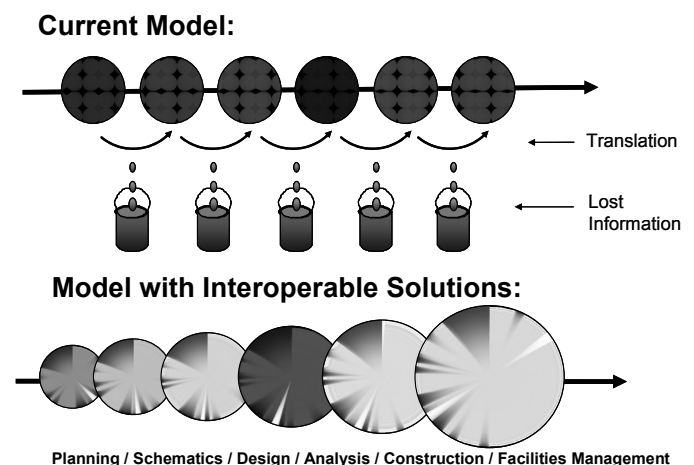 Current Model:
Translation
Lost
Information
Model with Interoperable Solutions:
Planning / Schematics / Design / Analysis / Construction / Facilities Management